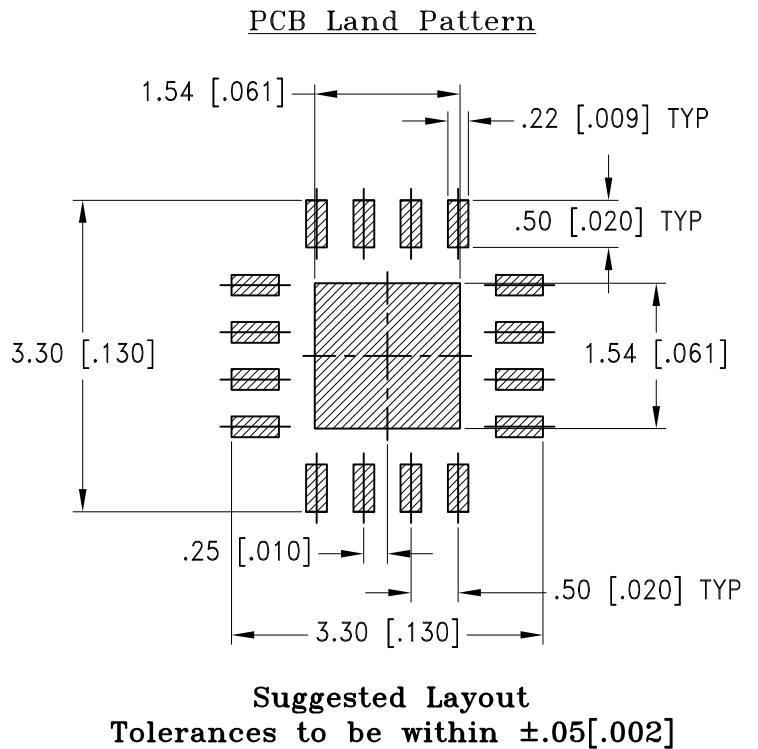 PCB Land Pattern
1.54 [.061]
.22 [.009] TYP
.50 [.020] TYP
3.30 [.130]
1.54 [.061]
.25 [.010]
.50 [.020] TYP
3.30 [.130]
Suggested Layout
Tolerances to be within ±.05[.002]